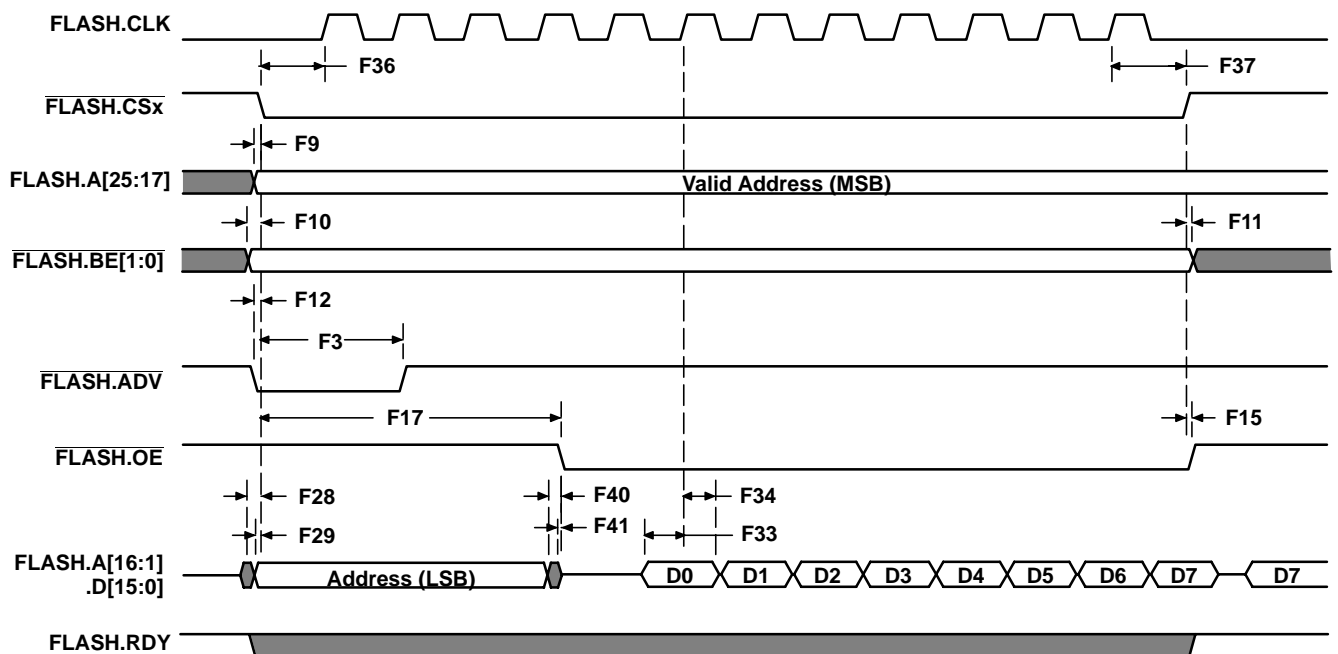 FLASH.CLK
F36
F37
FLASH.CSx
F9
FLASH.A[25:17]
Valid Address (MSB)
F10
F11
FLASH.BE[1:0]
F12
F3
FLASH.ADV
F17
F15
FLASH.OE
F28
F40
F34
F29
F41
F33
FLASH.A[16:1]
.D[15:0]
Address (LSB)
D0 D1 D2 D3 D4 D5 D6 D7 D7
FLASH.RDY